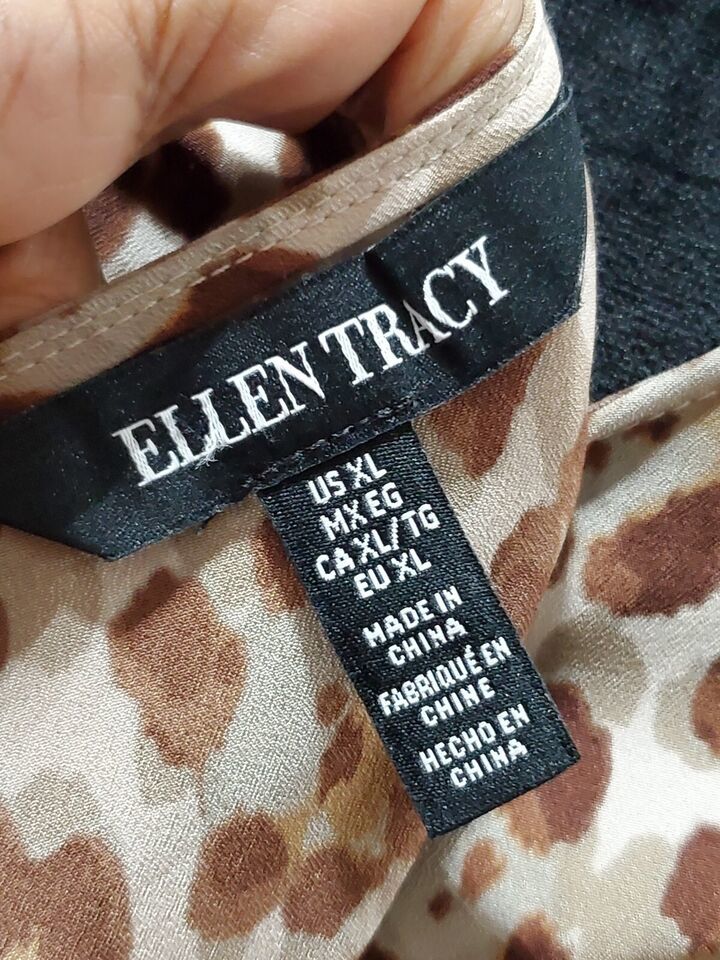 ELLEN TRACY
US XL
MX EG
CA XL/TG
EU XL
MADE IN
CHINA
FABRIQUÉ EN
CHINE
HECHO EN
CHINA